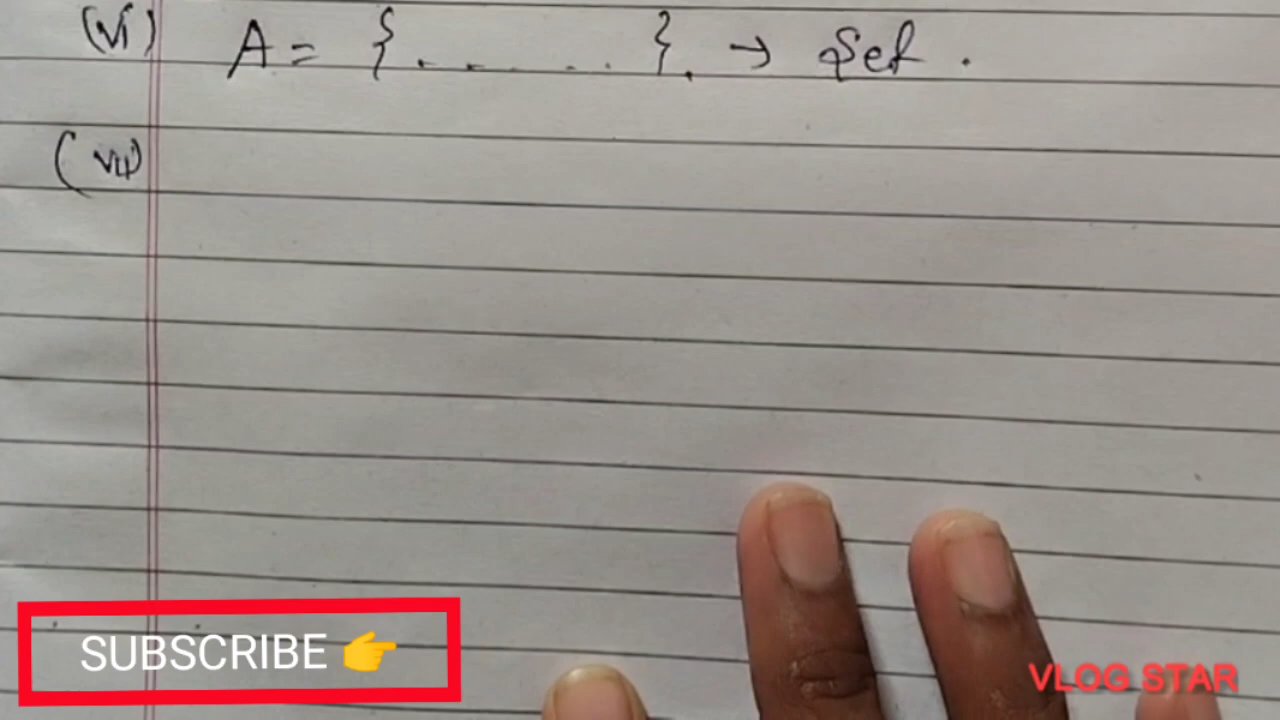 (vi) A = {. . . . . .}. → Set .
(vii)
SUBSCRIBE 👉
VLOG STAR